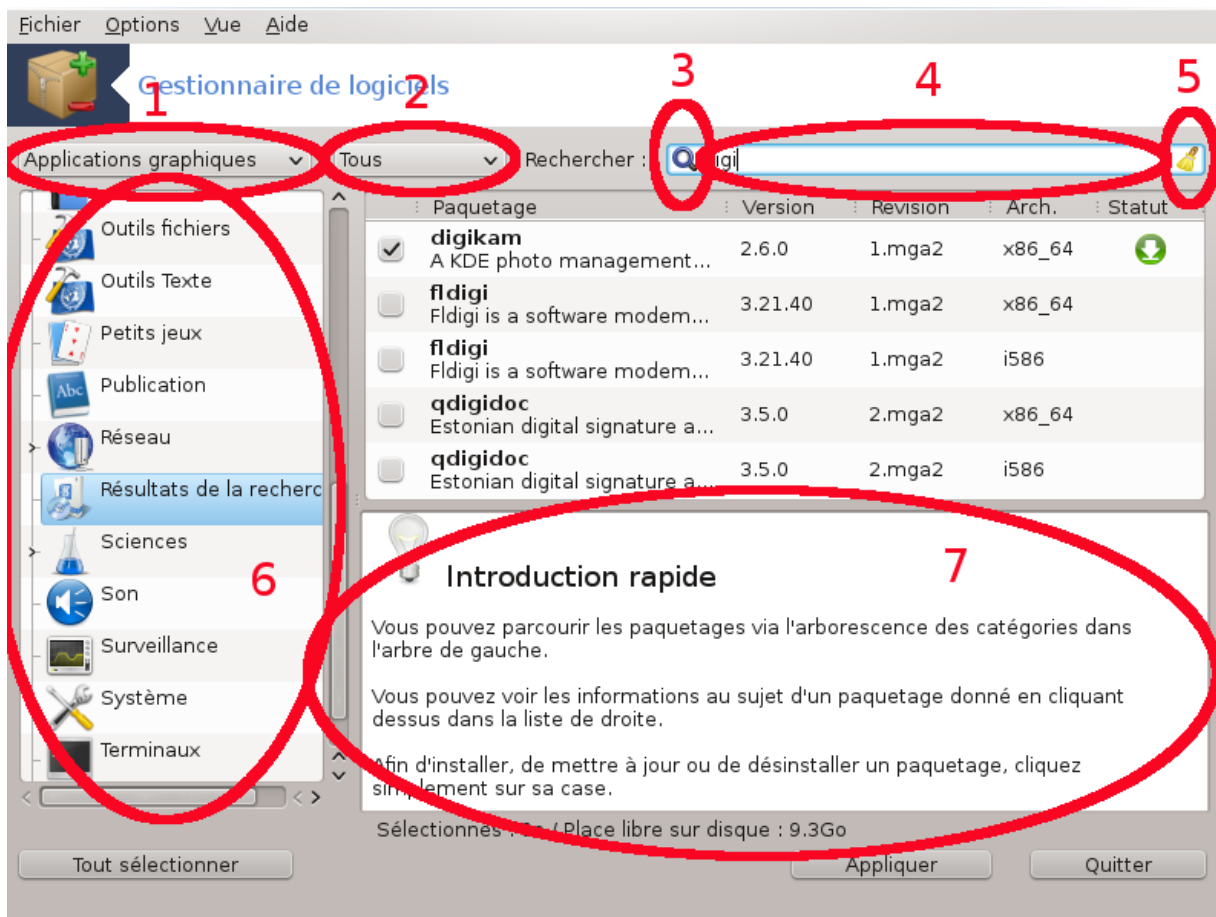 Fichier Options Vue Aide
Gestionnaire de logiciels
1 2 3 4 5
Applications graphiques Tous Rechercher : digi
Paquetage Version Révision Arch. Statut
Outils fichiers
Outils Texte
Petits jeux
Abc Publication
Réseau
Résultats de la recherc
Sciences
Son
Surveillance
Système
Terminaux
6
digikam 2.6.0 1.mga2 x86_64
A KDE photo management...
fldigi 3.21.40 1.mga2 x86_64
Fldigi is a software modem...
fldigi 3.21.40 1.mga2 i586
Fldigi is a software modem...
qdigidoc 3.5.0 2.mga2 x86_64
Estonian digital signature a...
qdigidoc 3.5.0 2.mga2 i586
Estonian digital signature a...
7
Introduction rapide
Vous pouvez parcourir les paquetages via l'arborescence des catégories dans
l'arbre de gauche.
Vous pouvez voir les informations au sujet d'un paquetage donné en cliquant
dessus dans la liste de droite.
Afin d'installer, de mettre à jour ou de désinstaller un paquetage, cliquez
simplement sur sa case.
Sélectionnés : / Place libre sur disque : 9.3Go
Tout sélectionner Appliquer Quitter